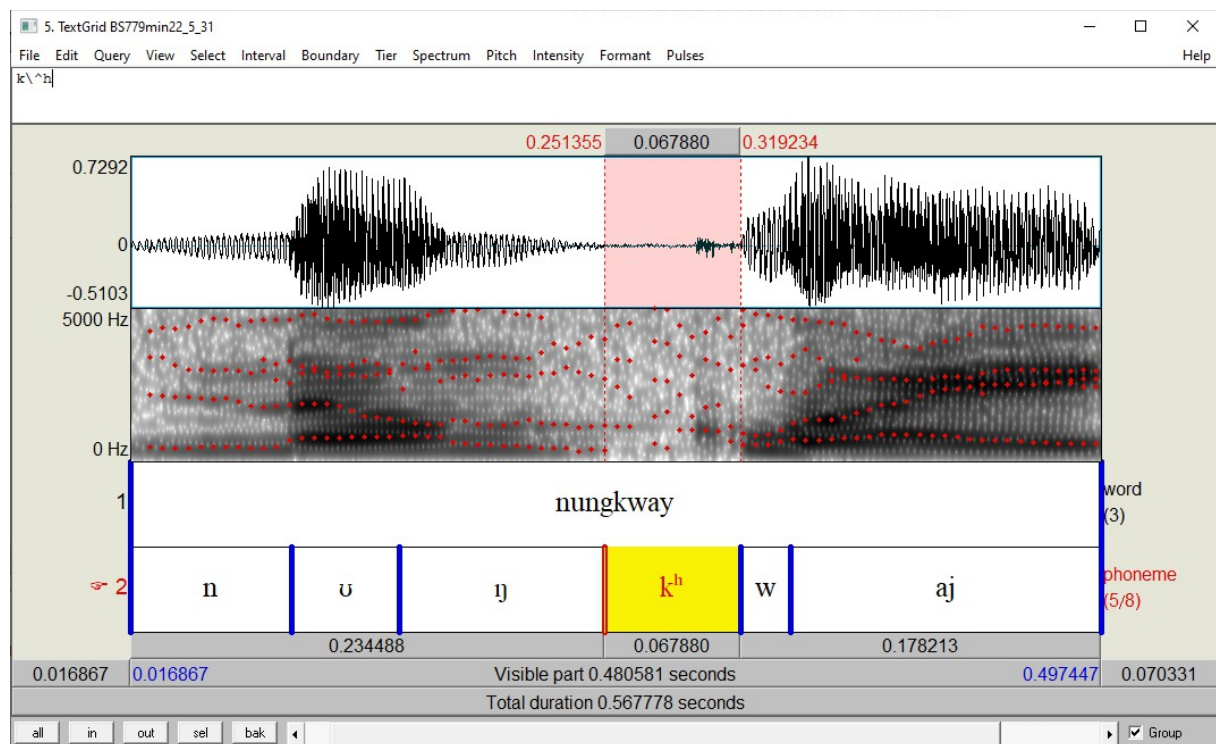 5. TextGrid BS779min22_5_31
File Edit Query View Select Interval Boundary Tier Spectrum Pitch Intensity Formant Pulses Help
k\^h
0.251355 0.067880 0.319234
0.7292
0
-0.5103
5000 Hz
0 Hz
1 nungkway word (3)
2 n ʊ ŋ kʰ w aj phoneme (5/8)
0.234488 0.067880 0.178213
0.016867 0.016867 Visible part 0.480581 seconds 0.497447 0.070331
Total duration 0.567778 seconds
all in out sel bak Group